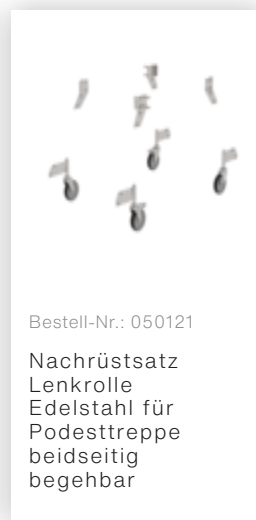 Bestell-Nr.: 050121
Nachrüstsatz
Lenkrolle
Edelstahl für
Podesttreppe
beidseitig
begehbar